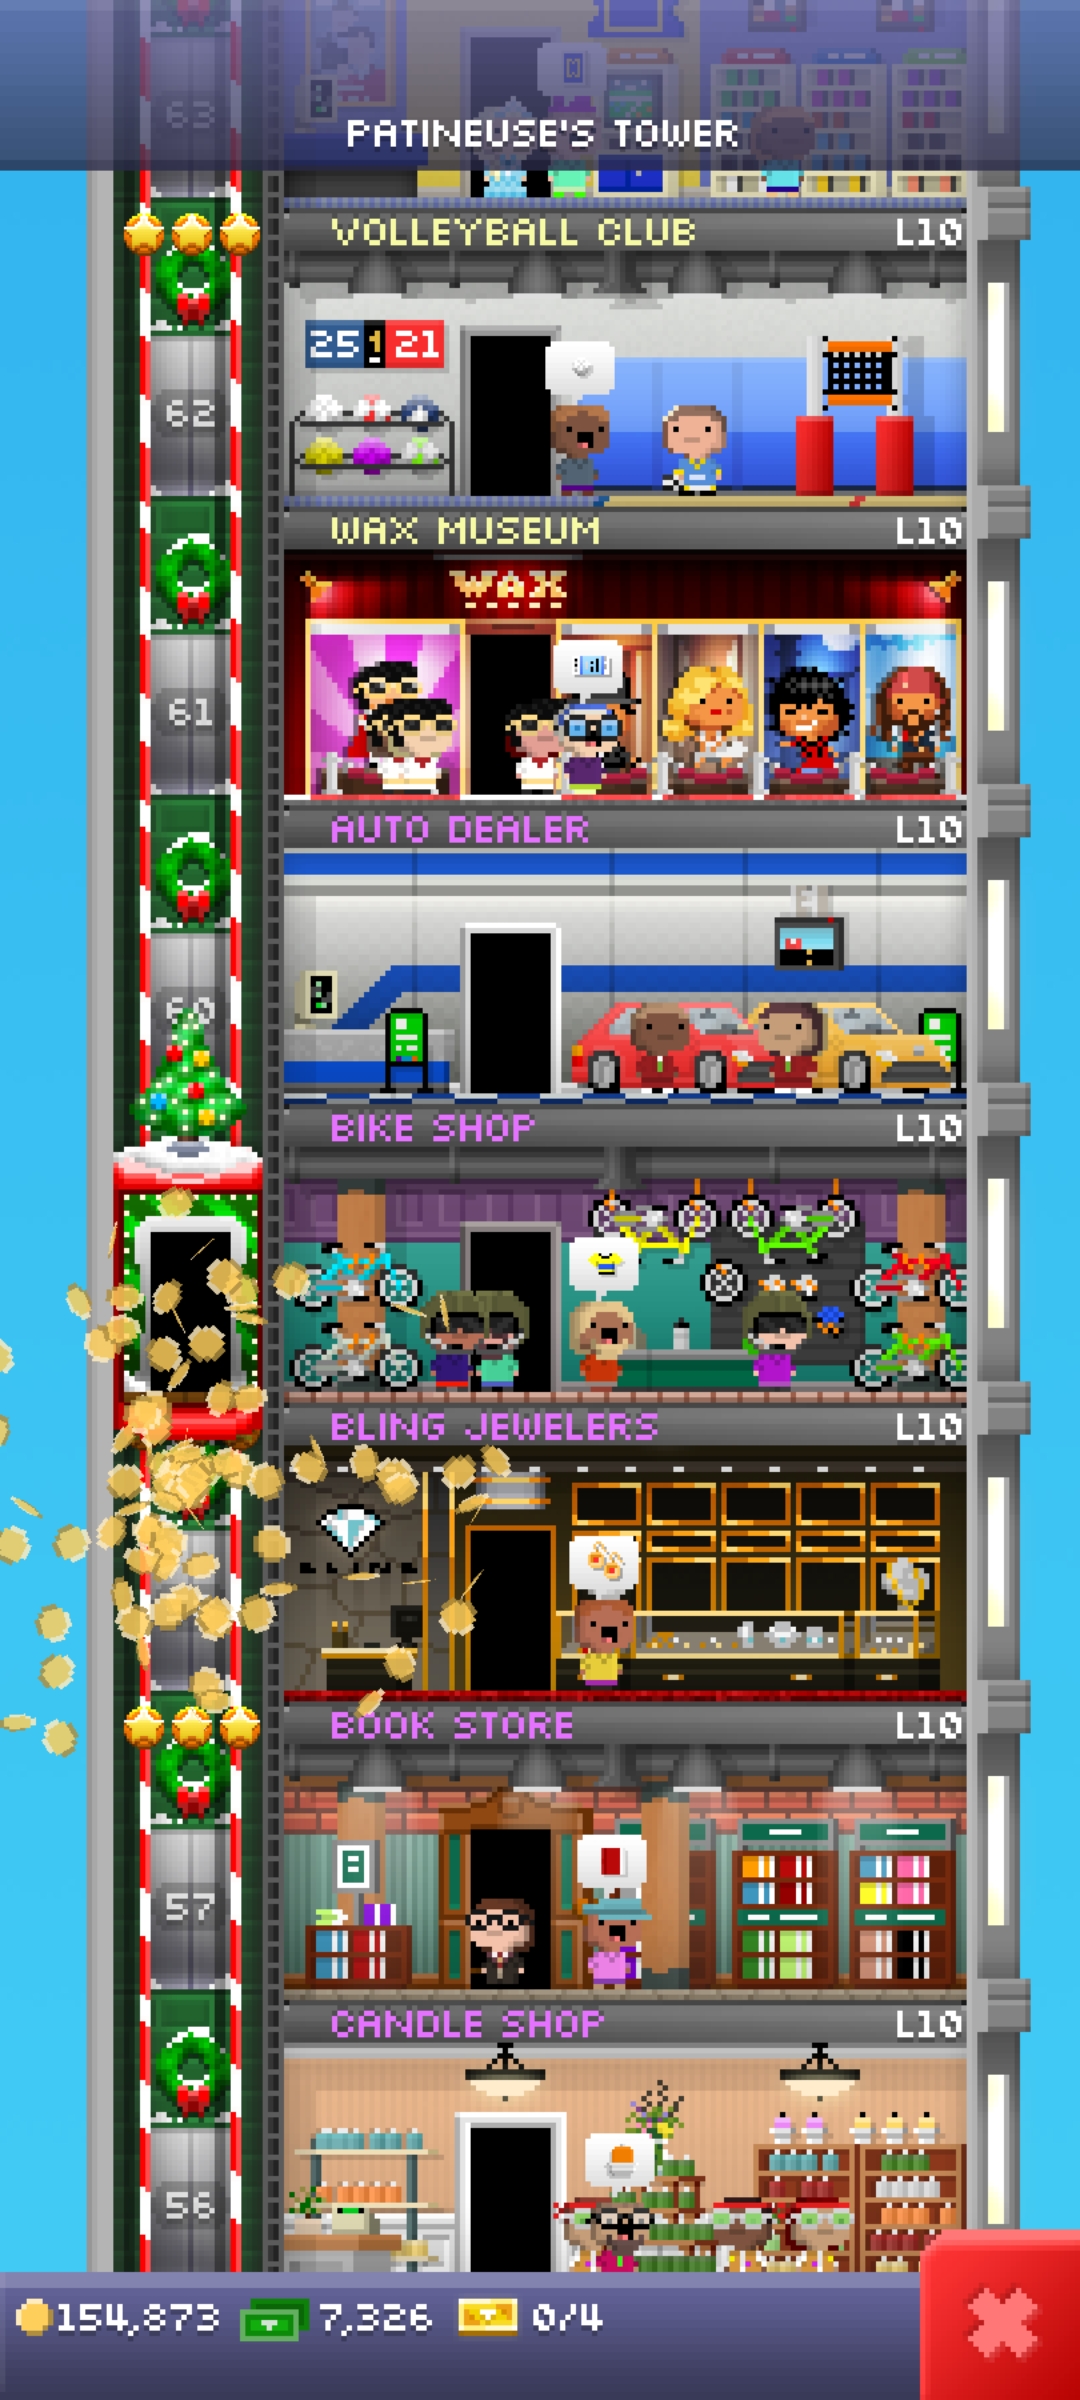 63
PATINEUSE'S TOWER
VOLLEYBALL CLUB L10
25 1 21
62
WAX MUSEUM L10
WAX
61
AUTO DEALER L10
60
BIKE SHOP L10
BLING JEWELERS L10
BOOK STORE L10
8
57
CANDLE SHOP L10
56
154,873 7,326 0/4